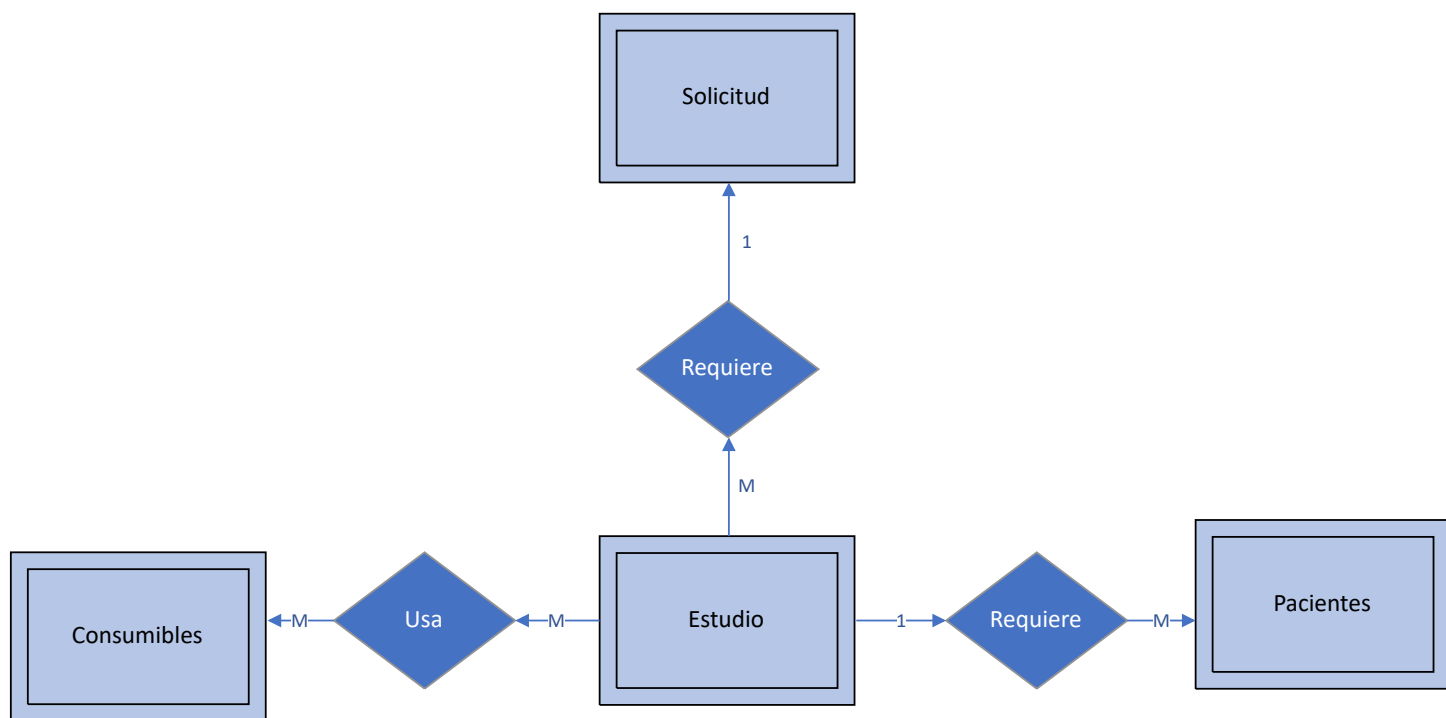 Solicitud
1
Requiere
M
Consumibles
M
Usa
M
Estudio
1
Requiere
M
Pacientes